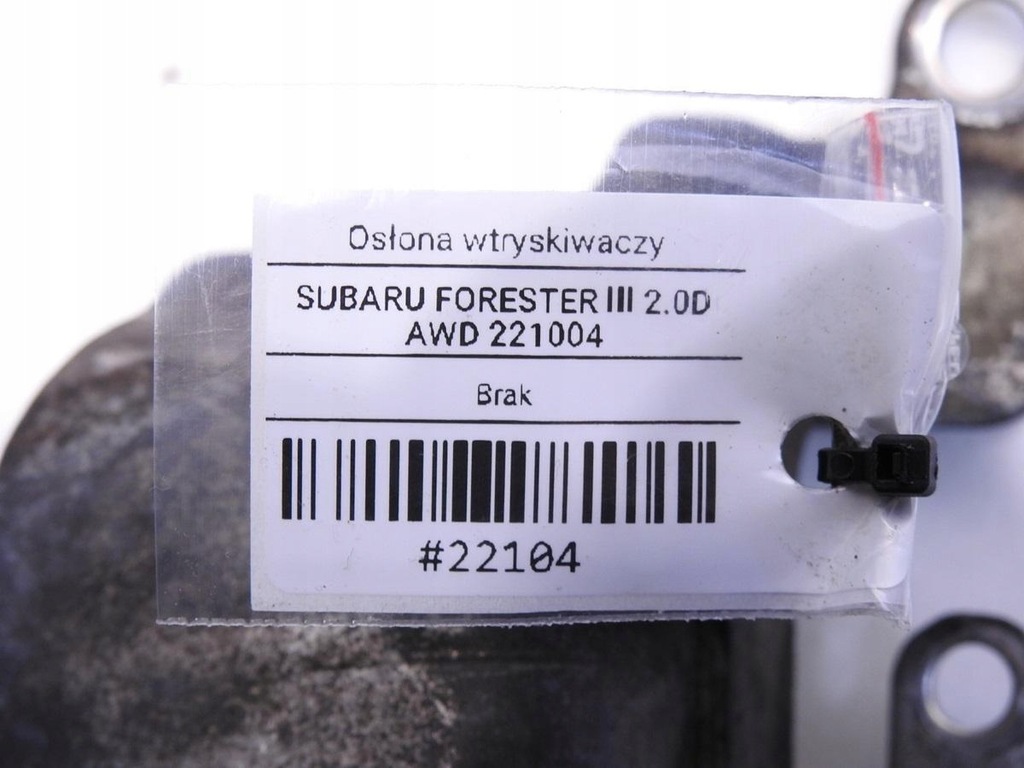 Osłona wtryskiwaczy
SUBARU FORESTER III 2.0D
AWD 221004
Brak
#22104